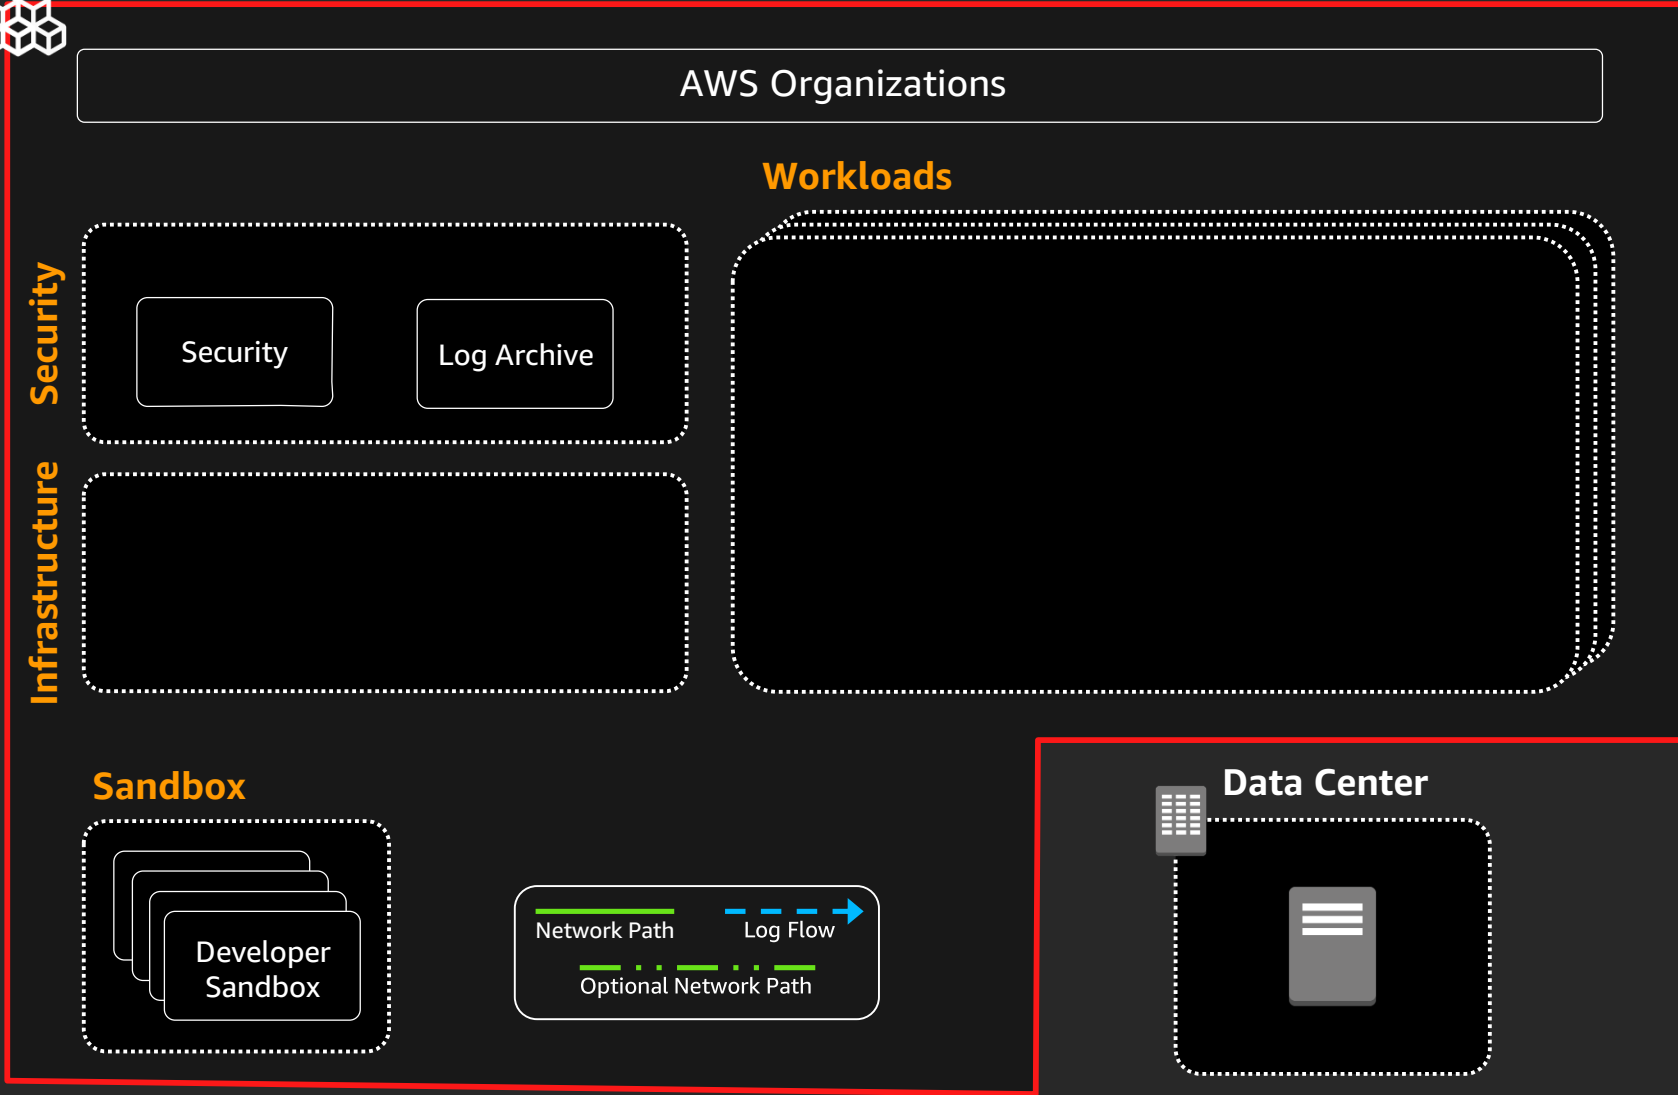 AWS Organizations
Workloads
Security
Security
Log Archive
Infrastructure
Sandbox
Developer
Sandbox
Network Path
Log Flow
Optional Network Path
Data Center